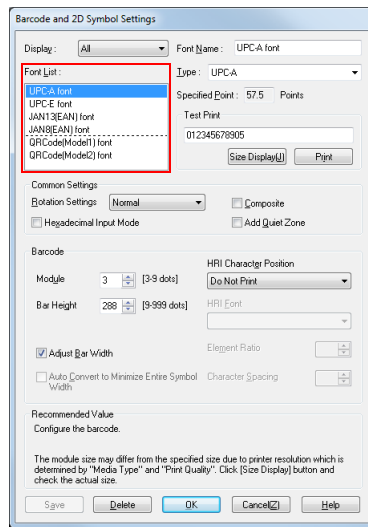 Barcode and 2D Symbol Settings
Display: All Font Name: UPC-A font
Font List: Type: UPC-A
UPC-A font
UPC-E font
JAN13(EAN) font
JAN8(EAN) font
QRCode(Model1) font
QRCode(Model2) font
Specified Point: 57.5 Points
Test Print
012345678905
Size Display(J) Print
Common Settings
Rotation Settings Normal Composite
Hexadecimal Input Mode Add Quiet Zone
Barcode
Module 3 [3-9 dots]
Bar Height 288 [9-999 dots]
HRI Character Position
Do Not Print
HRI Font
Adjust Bar Width
Element Ratio
Auto Convert to Minimize Entire Symbol
Width
Character Spacing
Recommended Value
Configure the barcode.
The module size may differ from the specified size due to printer resolution which is
determined by "Media Type" and "Print Quality". Click [Size Display] button and
check the actual size.
Save Delete OK Cancel(Z) Help